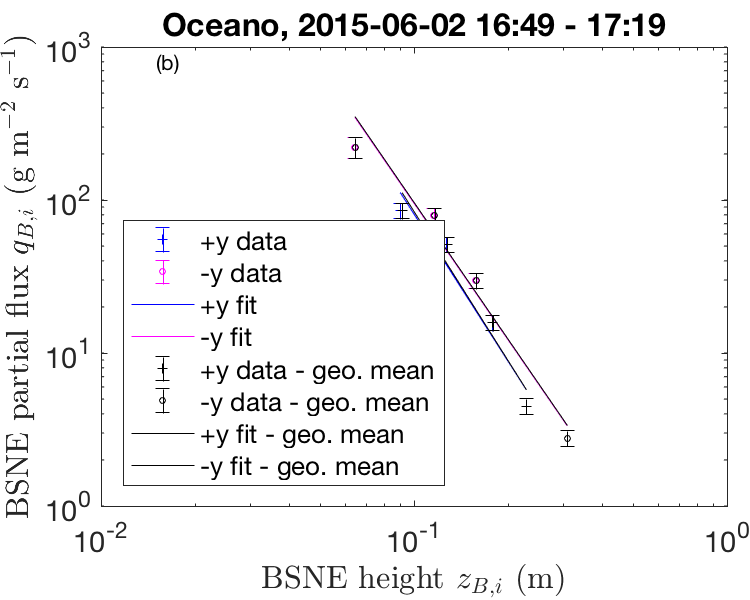 Oceano, 2015-06-02 16:49 - 17:19
(b)
BSNE partial flux q_{B,i} (g m^{-2} s^{-1})
10^3
10^2
10^1
10^0
+y data
-y data
+y fit
-y fit
+y data - geo. mean
-y data - geo. mean
+y fit - geo. mean
-y fit - geo. mean
10^{-2}
10^{-1}
10^0
BSNE height z_{B,i} (m)